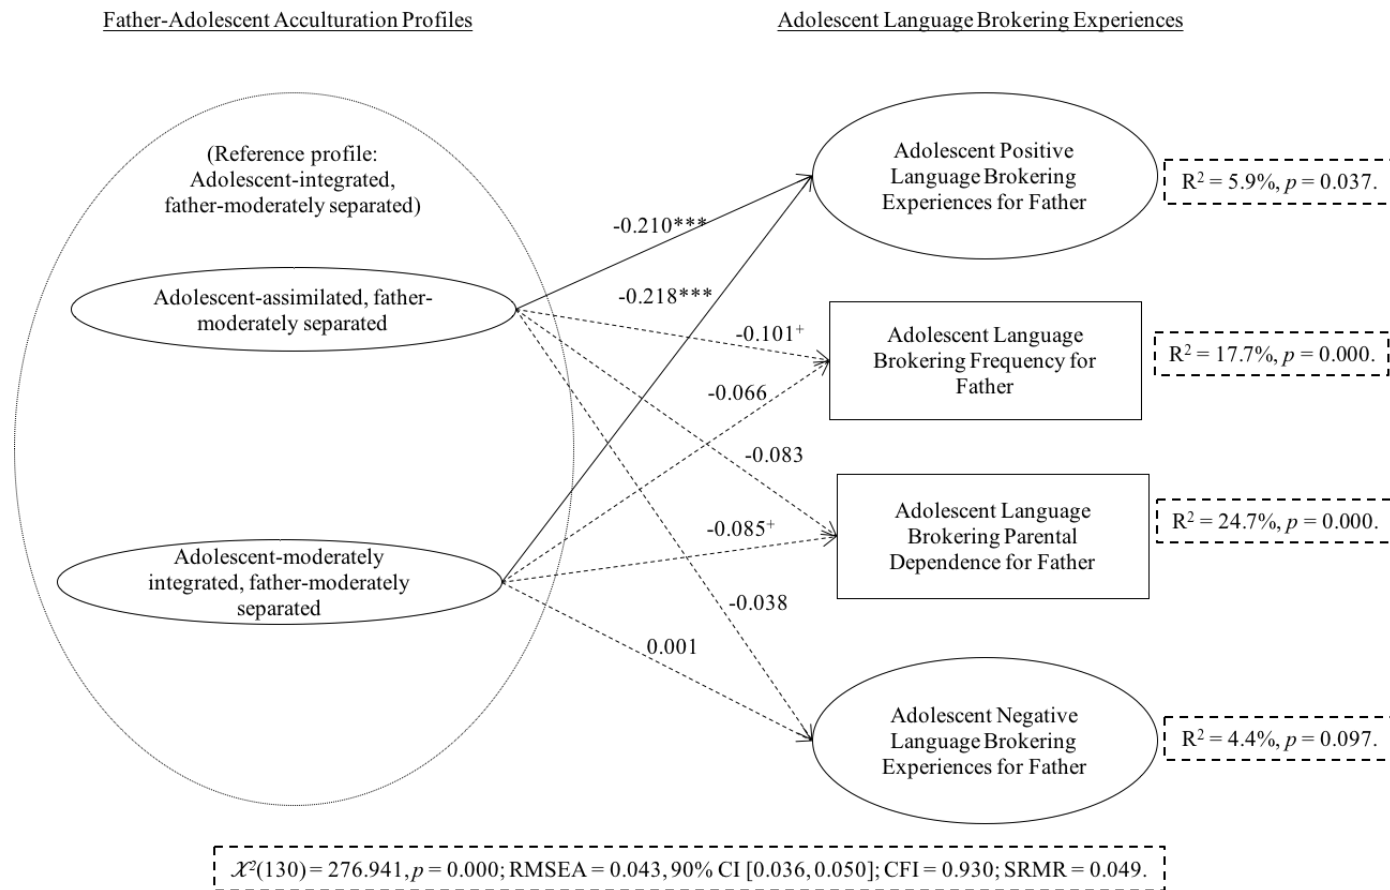 Father-Adolescent Acculturation Profiles
Adolescent Language Brokering Experiences
(Reference profile:
Adolescent-integrated,
father-moderately separated)
Adolescent-assimilated, father-
moderately separated
Adolescent-moderately
integrated, father-moderately
separated
-0.210***
-0.218***
-0.101⁺
-0.066
-0.083
-0.085⁺
-0.038
0.001
Adolescent Positive
Language Brokering
Experiences for Father
R² = 5.9%, p = 0.037.
Adolescent Language
Brokering Frequency for
Father
R² = 17.7%, p = 0.000.
Adolescent Language
Brokering Parental
Dependence for Father
R² = 24.7%, p = 0.000.
Adolescent Negative
Language Brokering
Experiences for Father
R² = 4.4%, p = 0.097.
𝒳²(130) = 276.941, p = 0.000; RMSEA = 0.043, 90% CI [0.036, 0.050]; CFI = 0.930; SRMR = 0.049.